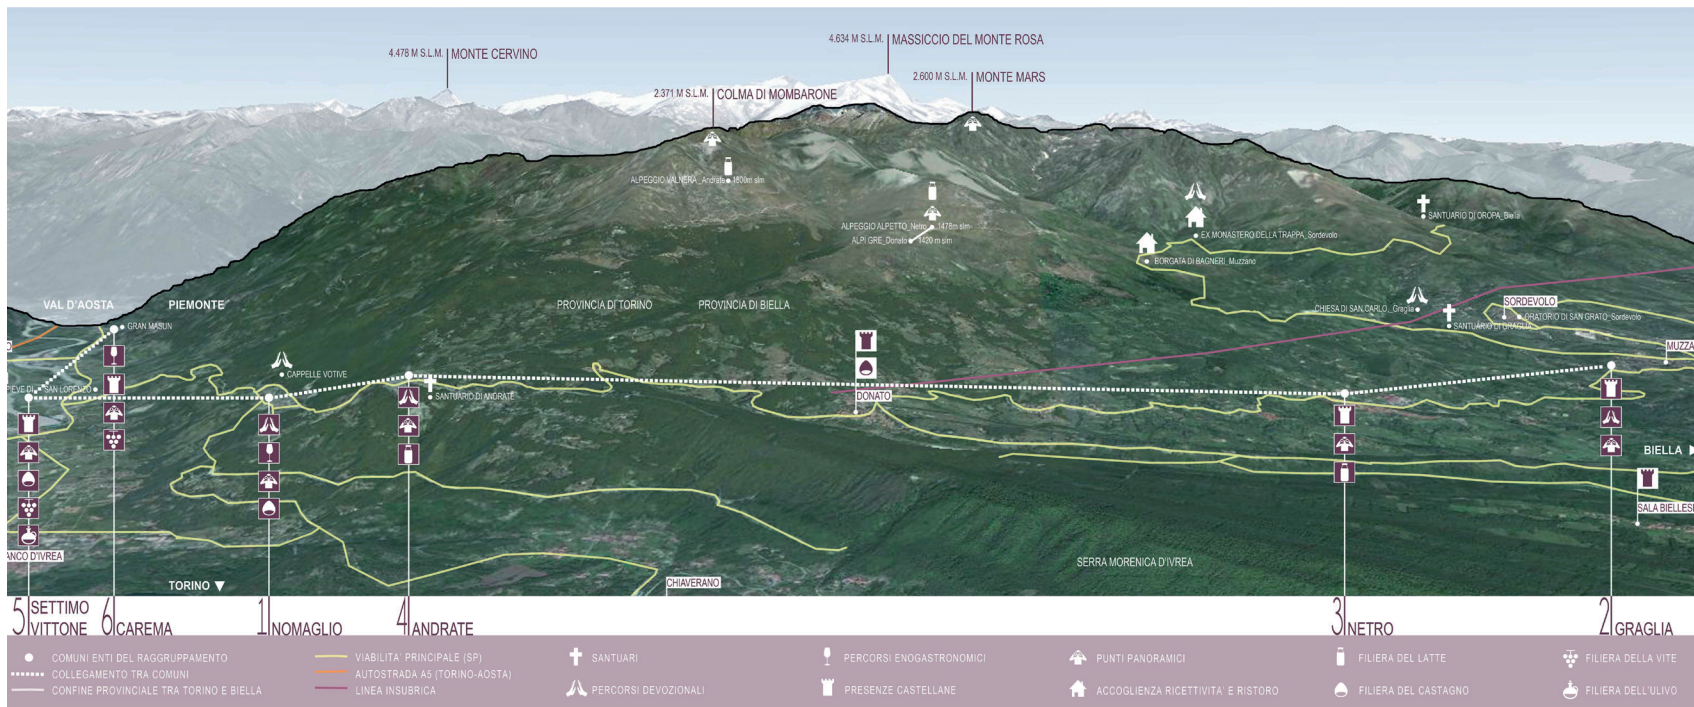 4.634 M S.L.M. MASSICCIO DEL MONTE ROSA
4.478 M S.L.M. MONTE CERVINO
2.600 M S.L.M. MONTE MARS
2.371 M S.L.M. COLMA DI MOMBARONE
ALPEGGIO VALNERA_Andrate 1800m slm
SANTUARIO DI OROPA_Biella
ALPEGGIO ALPETTO_Netro 1478m slm
EX MONASTERO DELLA TRAPPA_Sordevolo
ALPI GRE_Donato 1420 m slm
BORGATA DI BAGNERI_Muzzano
VAL D'AOSTA
PIEMONTE
PROVINCIA DI TORINO
PROVINCIA DI BIELLA
SORDEVOLO
CHIESA DI SAN CARLO_ Graglia
ORATORIO DI SAN GRATO_Sordevolo
GRAN MASUN
SANTUARIO DI GRAGLIA
MUZZA
CAPPELLE VOTIVE
PIEVE DI SAN LORENZO
SANTUARIO DI ANDRATE
DONATO
BIELLA
SALA BIELLESE
ANCO D'IVREA
SERRA MORENICA D'IVREA
TORINO
CHIAVERANO
5 SETTIMO
VITTONE
6 CAREMA
1 NOMAGLIO
4 ANDRATE
3 NETRO
2 GRAGLIA
COMUNI ENTI DEL RAGGRUPPAMENTO
COLLEGAMENTO TRA COMUNI
CONFINE PROVINCIALE TRA TORINO E BIELLA
VIABILITA' PRINCIPALE (SP)
AUTOSTRADA A5 (TORINO-AOSTA)
LINEA INSUBRICA
SANTUARI
PERCORSI DEVOZIONALI
PERCORSI ENOGASTRONOMICI
PRESENZE CASTELLANE
PUNTI PANORAMICI
ACCOGLIENZA RICETTIVITA' E RISTORO
FILIERA DEL LATTE
FILIERA DEL CASTAGNO
FILIERA DELLA VITE
FILIERA DELL'ULIVO